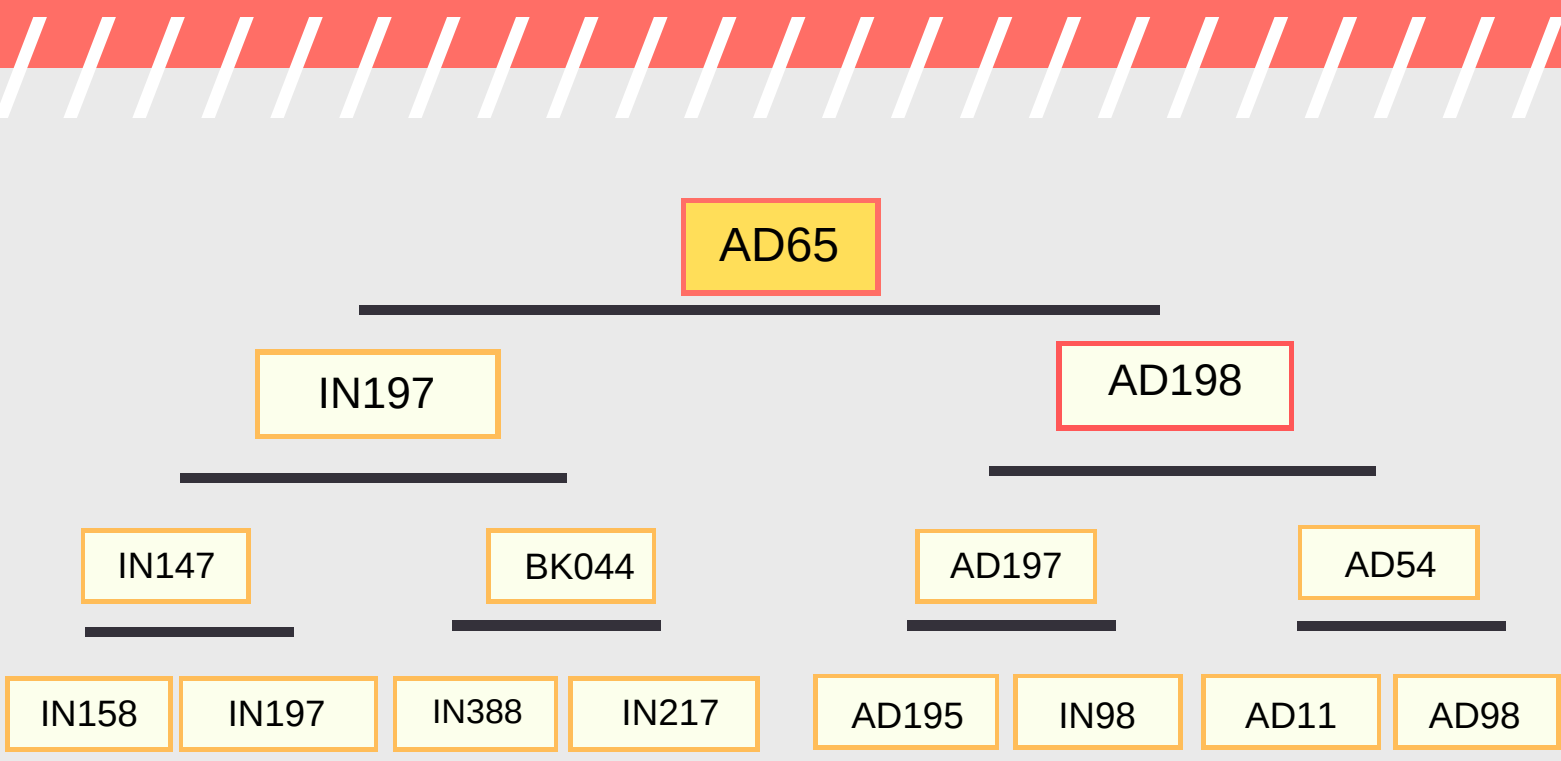 AD65
IN197
AD198
IN147
BK044
AD197
AD54
IN158
IN197
IN388
IN217
AD195
IN98
AD11
AD98